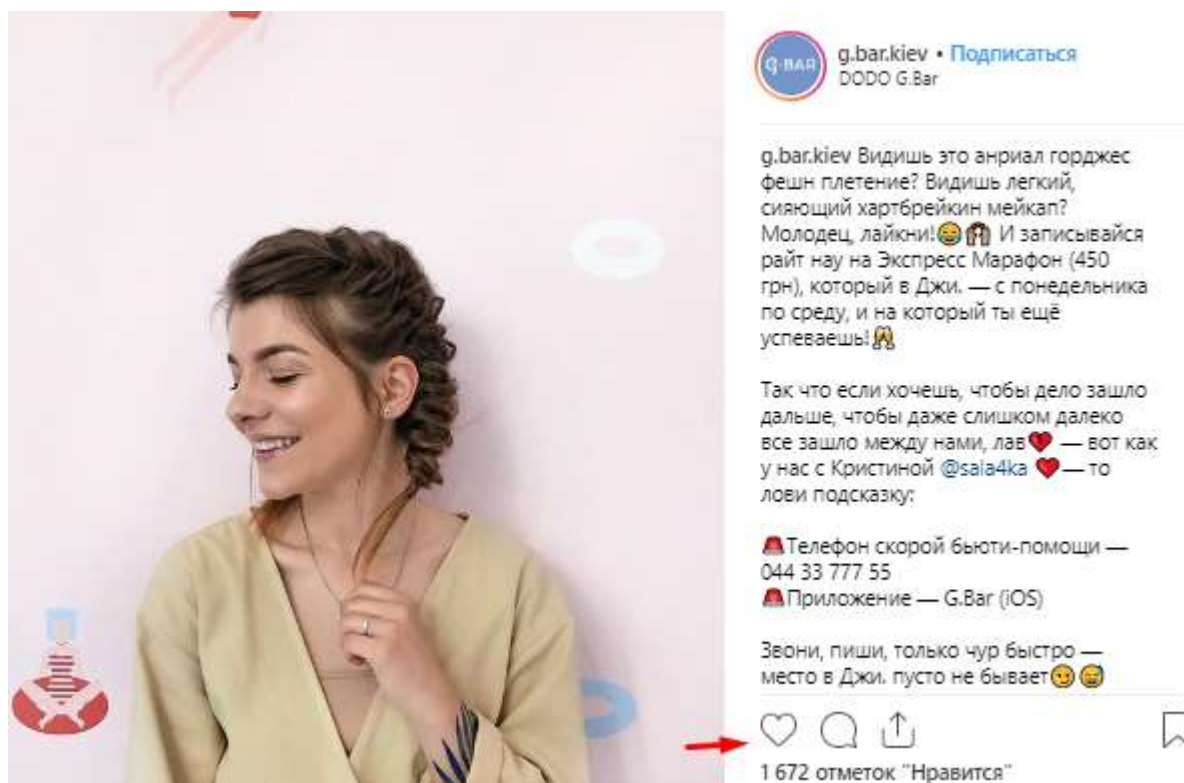 G·BAR
g.bar.kiev • Подписаться
DODO G.Bar
g.bar.kiev Видишь это анриал горджес
фешн плетение? Видишь легкий,
сияющий хартбрейкин мейкап?
Молодец, лайкни!😂💆 И записывайся
райт нау на Экспресс Марафон (450
грн), который в Джи. — с понедельника
по среду, и на который ты ещё
успеваешь!🙌
Так что если хочешь, чтобы дело зашло
дальше, чтобы даже слишком далеко
все зашло между нами, лав❤ — вот как
у нас с Кристиной @saia4ka ❤ — то
лови подсказку:
🚨Телефон скорой бьюти-помощи —
044 33 777 55
🚨Приложение — G.Bar (iOS)
Звони, пиши, только чур быстро —
место в Джи. пусто не бывает😏😅
1 672 отметок "Нравится"